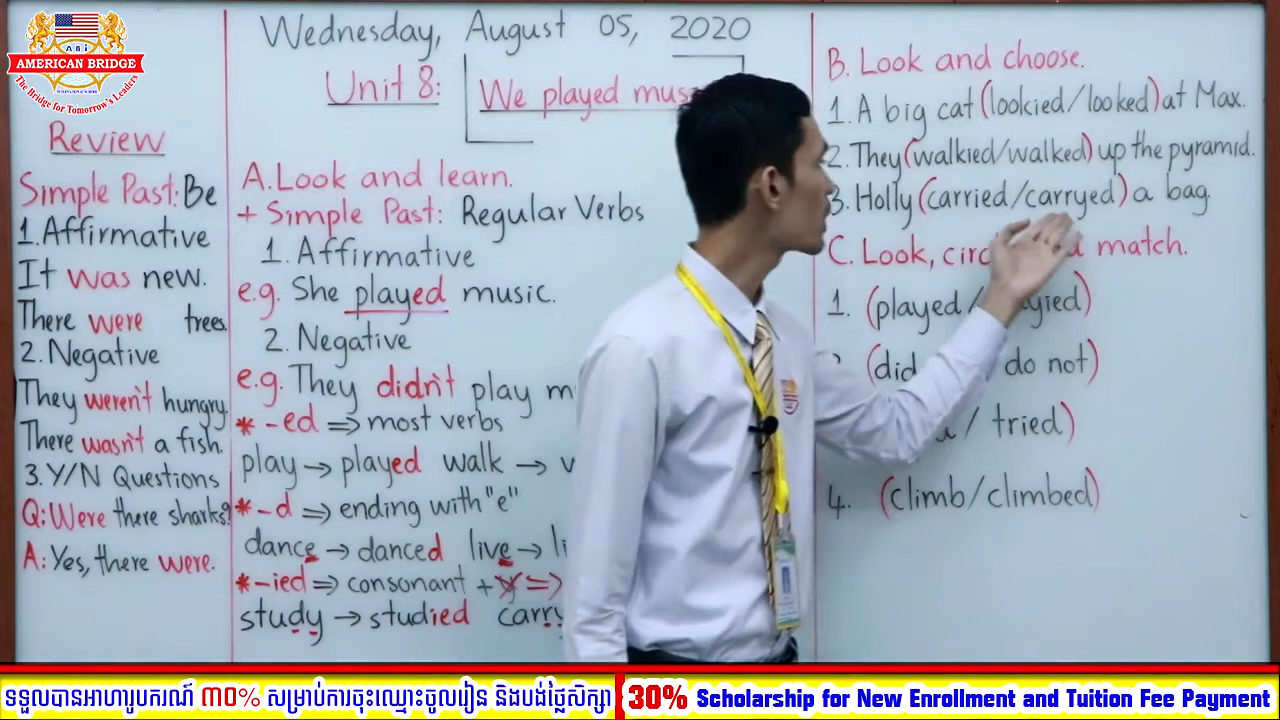 ABi
AMERICAN BRIDGE
INTERNATIONAL SCHOOL
The Bridge for Tomorrow's Leaders
Wednesday, August 05, 2020
Unit 8: We played mus
Review
Simple Past: Be
1. Affirmative
It was new.
There were trees.
2. Negative
They weren't hungry.
There wasn't a fish.
3. Y/N Questions
Q: Were there sharks?
A: Yes, there were.
A. Look and learn.
+ Simple Past: Regular Verbs
1. Affirmative
e.g. She played music.
2. Negative
e.g. They didn't play m
* -ed ⇒ most verbs
play → played walk →
* -d ⇒ ending with "e"
dance → danced live → li
* -ied ⇒ consonant + y ⇒
study → studied carry
B. Look and choose.
1. A big cat (lookied/looked) at Max.
2. They (walkied/walked) up the pyramid.
3. Holly (carried/carryed) a bag.
C. Look, circ match.
1. (played / yied)
(did do not)
/ tried)
4. (climb/climbed)
ទទួលបានអាហារូបករណ៍ ៣០% សម្រាប់ការចុះឈ្មោះចូលរៀន និងបង់ថ្លៃសិក្សា
30% Scholarship for New Enrollment and Tuition Fee Payment